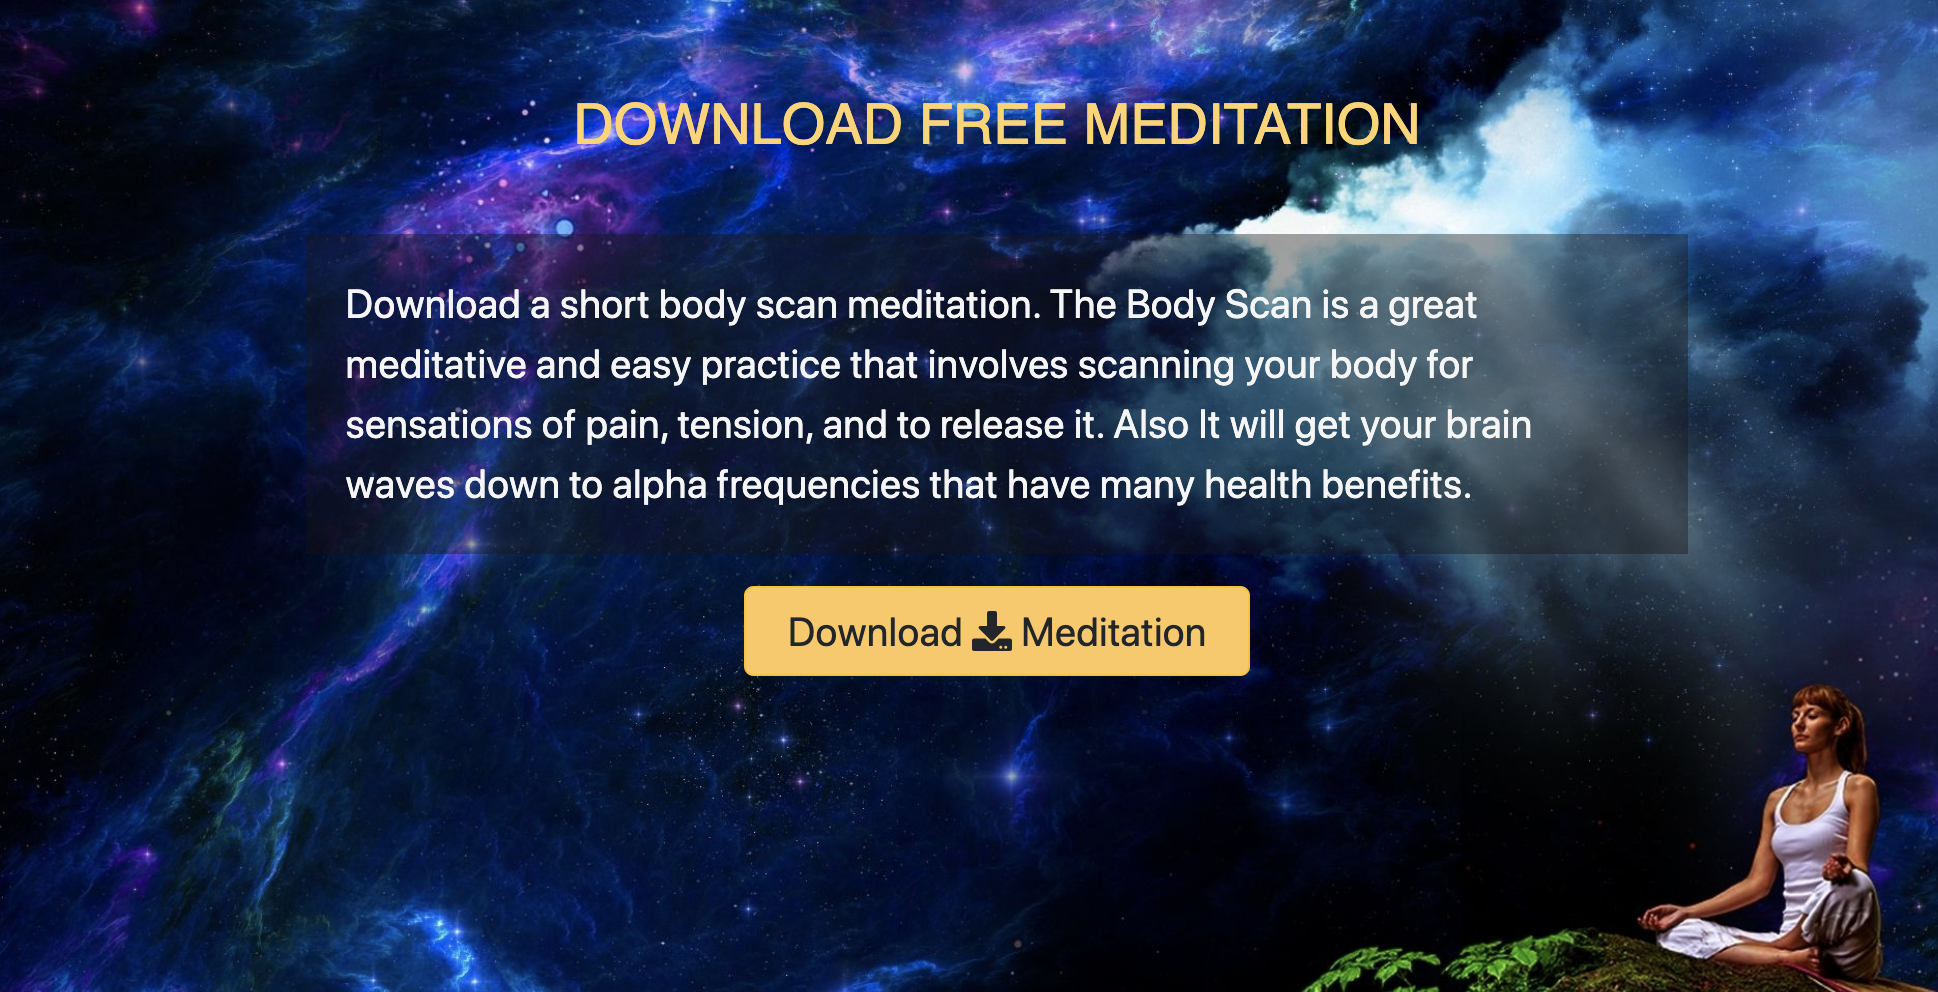 DOWNLOAD FREE MEDITATION
Download a short body scan meditation. The Body Scan is a great
meditative and easy practice that involves scanning your body for
sensations of pain, tension, and to release it. Also It will get your brain
waves down to alpha frequencies that have many health benefits.
Download Meditation